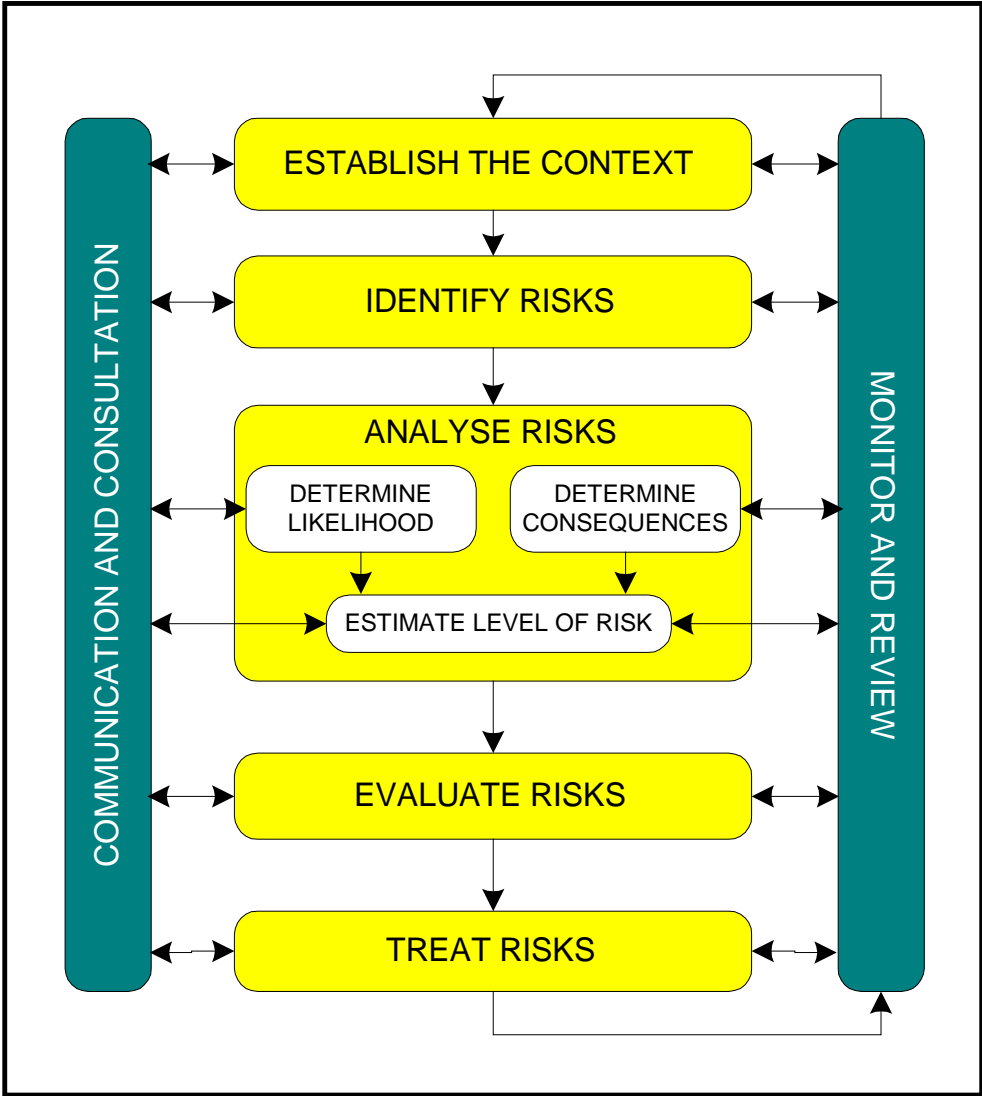 ESTABLISH THE CONTEXT
COMMUNICATION AND CONSULTATION
IDENTIFY RISKS
MONITOR AND REVIEW
ANALYSE RISKS
DETERMINE
LIKELIHOOD
DETERMINE
CONSEQUENCES
ESTIMATE LEVEL OF RISK
EVALUATE RISKS
TREAT RISKS